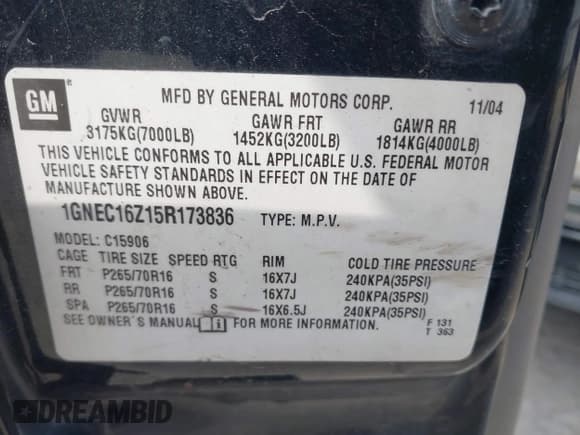 GM
®
MFD BY GENERAL MOTORS CORP.
11/04
GVWR GAWR FRT GAWR RR
3175KG(7000LB) 1452KG(3200LB) 1814KG(4000LB)
THIS VEHICLE CONFORMS TO ALL APPLICABLE U.S. FEDERAL MOTOR
VEHICLE SAFETY STANDARDS IN EFFECT ON THE DATE OF
MANUFACTURE SHOWN ABOVE.
1GNEC16Z15R173836 TYPE: M.P.V.
MODEL: C15906
CAGE TIRE SIZE SPEED RTG RIM COLD TIRE PRESSURE
FRT P265/70R16 S 16X7J 240KPA(35PSI)
RR P265/70R16 S 16X7J 240KPA(35PSI)
SPA P265/70R16 S 16X6.5J 240KPA(35PSI)
SEE OWNER'S MANUAL i FOR MORE INFORMATION.
F 131
T 363
DREAMBID